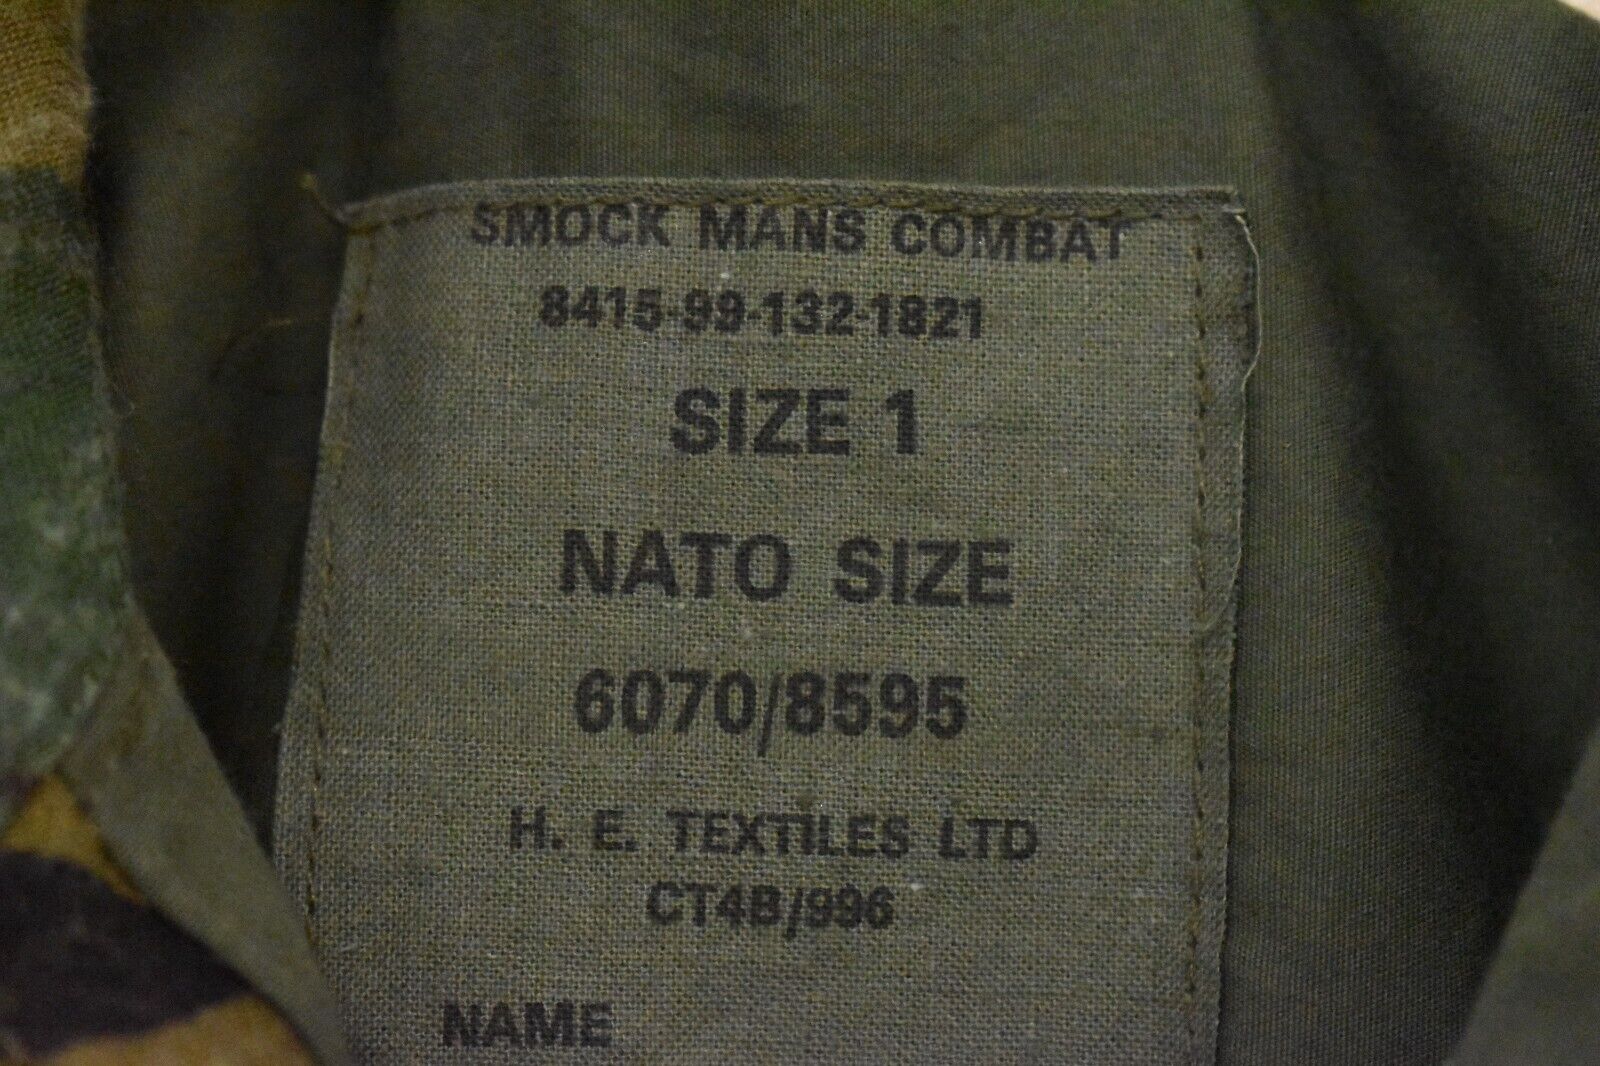 SMOCK MANS COMBAT
8415-99-132-1821
SIZE 1
NATO SIZE
6070/8595
H. E. TEXTILES LTD
CT4B/996
NAME